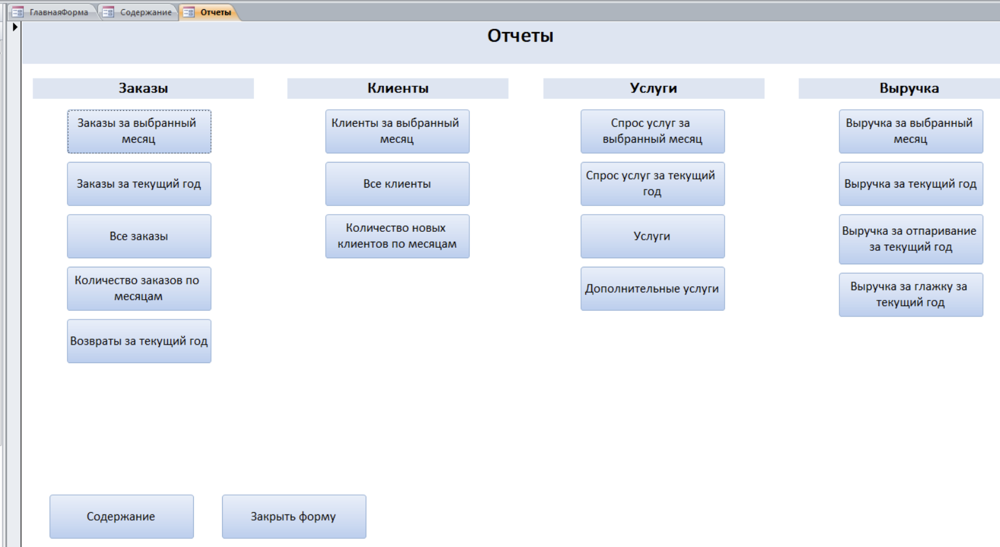 ГлавнаяФорма
Содержание
Отчеты
Отчеты
Заказы
Заказы за выбранный
месяц
Заказы за текущий год
Все заказы
Количество заказов по
месяцам
Возвраты за текущий год
Клиенты
Клиенты за выбранный
месяц
Все клиенты
Количество новых
клиентов по месяцам
Услуги
Спрос услуг за
выбранный месяц
Спрос услуг за текущий
год
Услуги
Дополнительные услуги
Выручка
Выручка за выбранный
месяц
Выручка за текущий год
Выручка за отпаривание
за текущий год
Выручка за глажку за
текущий год
Содержание
Закрыть форму